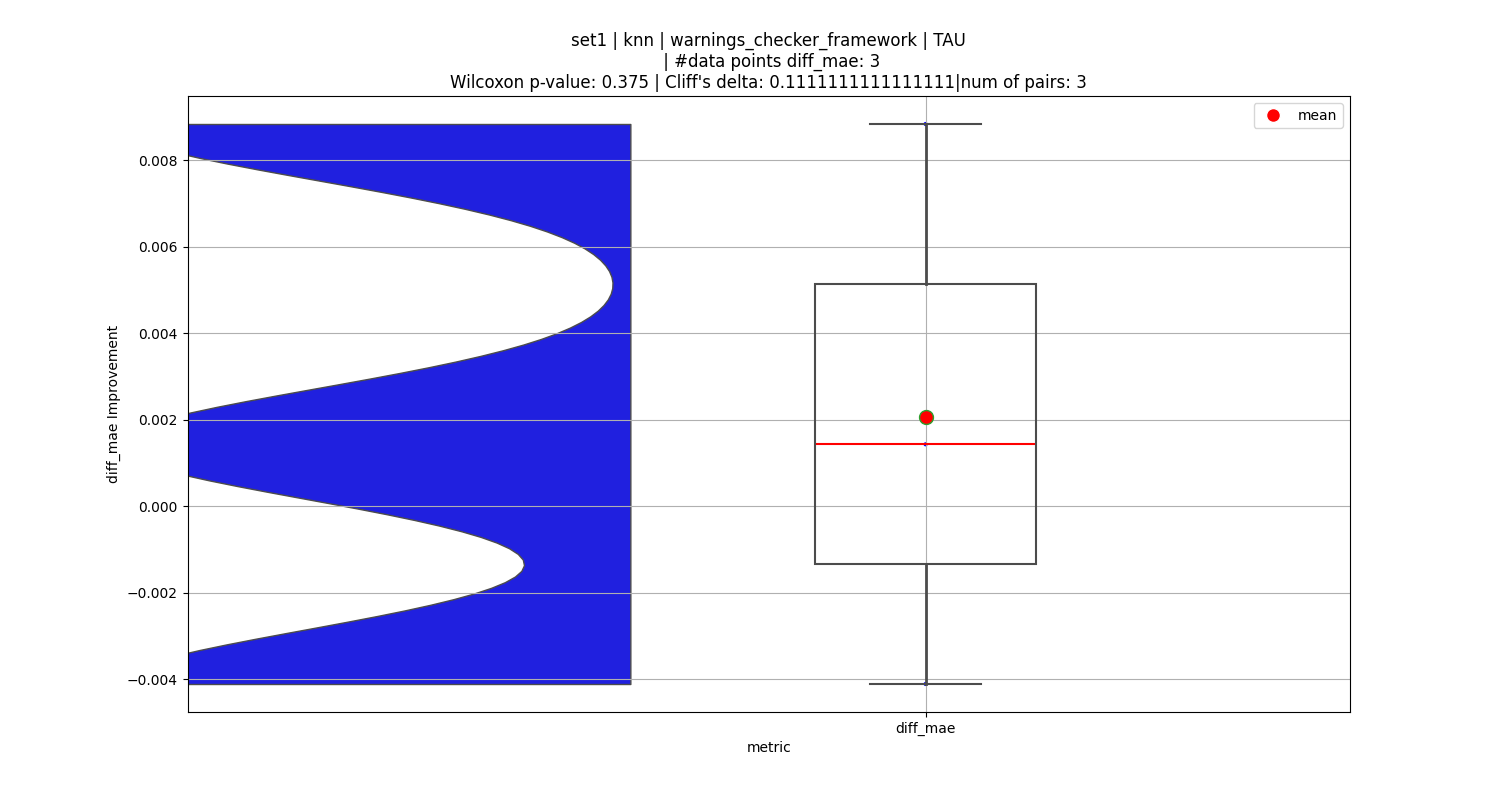 set1 | knn | warnings_checker_framework | TAU
| #data points diff_mae: 3
Wilcoxon p-value: 0.375 | Cliff's delta: 0.1111111111111111|num of pairs: 3
mean
0.008
0.006
0.004
0.002
0.000
−0.002
−0.004
diff_mae Improvement
diff_mae
metric